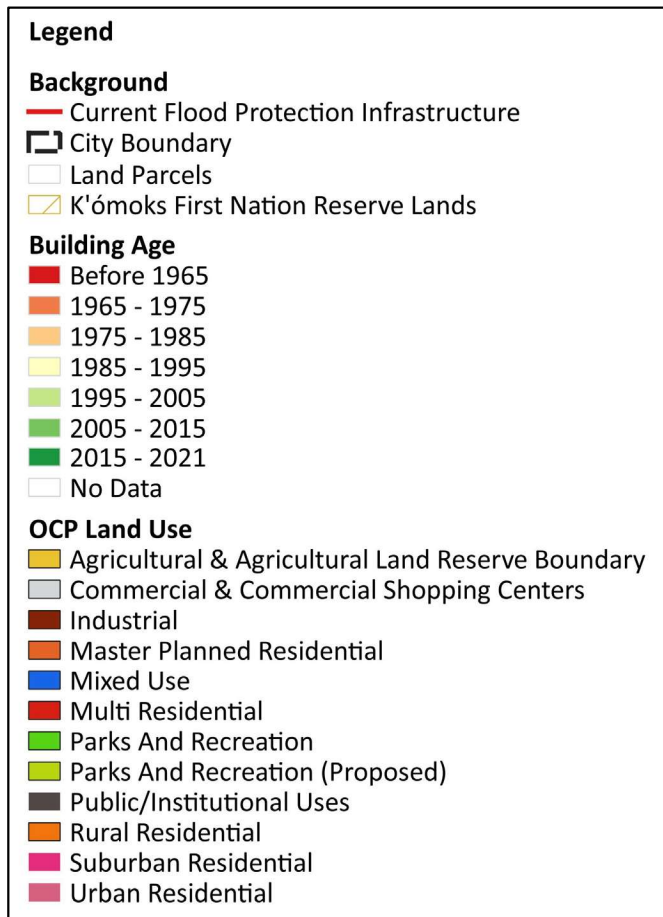 Legend
Background
Current Flood Protection Infrastructure
City Boundary
Land Parcels
K'ómoks First Nation Reserve Lands
Building Age
Before 1965
1965 - 1975
1975 - 1985
1985 - 1995
1995 - 2005
2005 - 2015
2015 - 2021
No Data
OCP Land Use
Agricultural & Agricultural Land Reserve Boundary
Commercial & Commercial Shopping Centers
Industrial
Master Planned Residential
Mixed Use
Multi Residential
Parks And Recreation
Parks And Recreation (Proposed)
Public/Institutional Uses
Rural Residential
Suburban Residential
Urban Residential